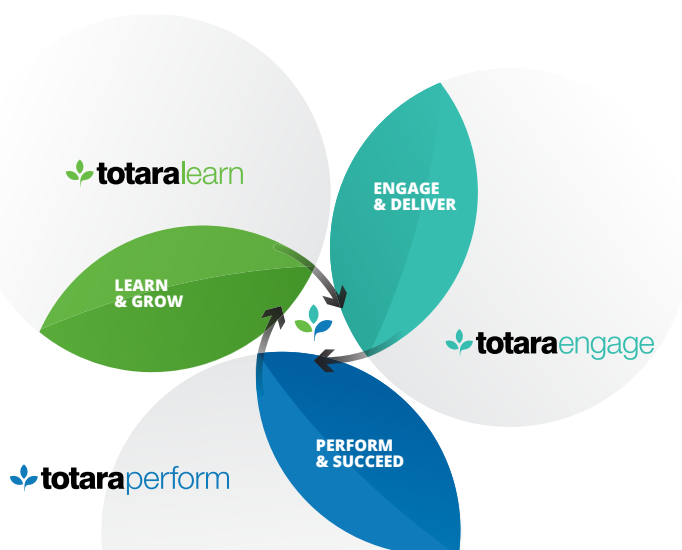 totaralearn
ENGAGE
& DELIVER
LEARN
& GROW
totaraengage
PERFORM
& SUCCEED
totaraperform